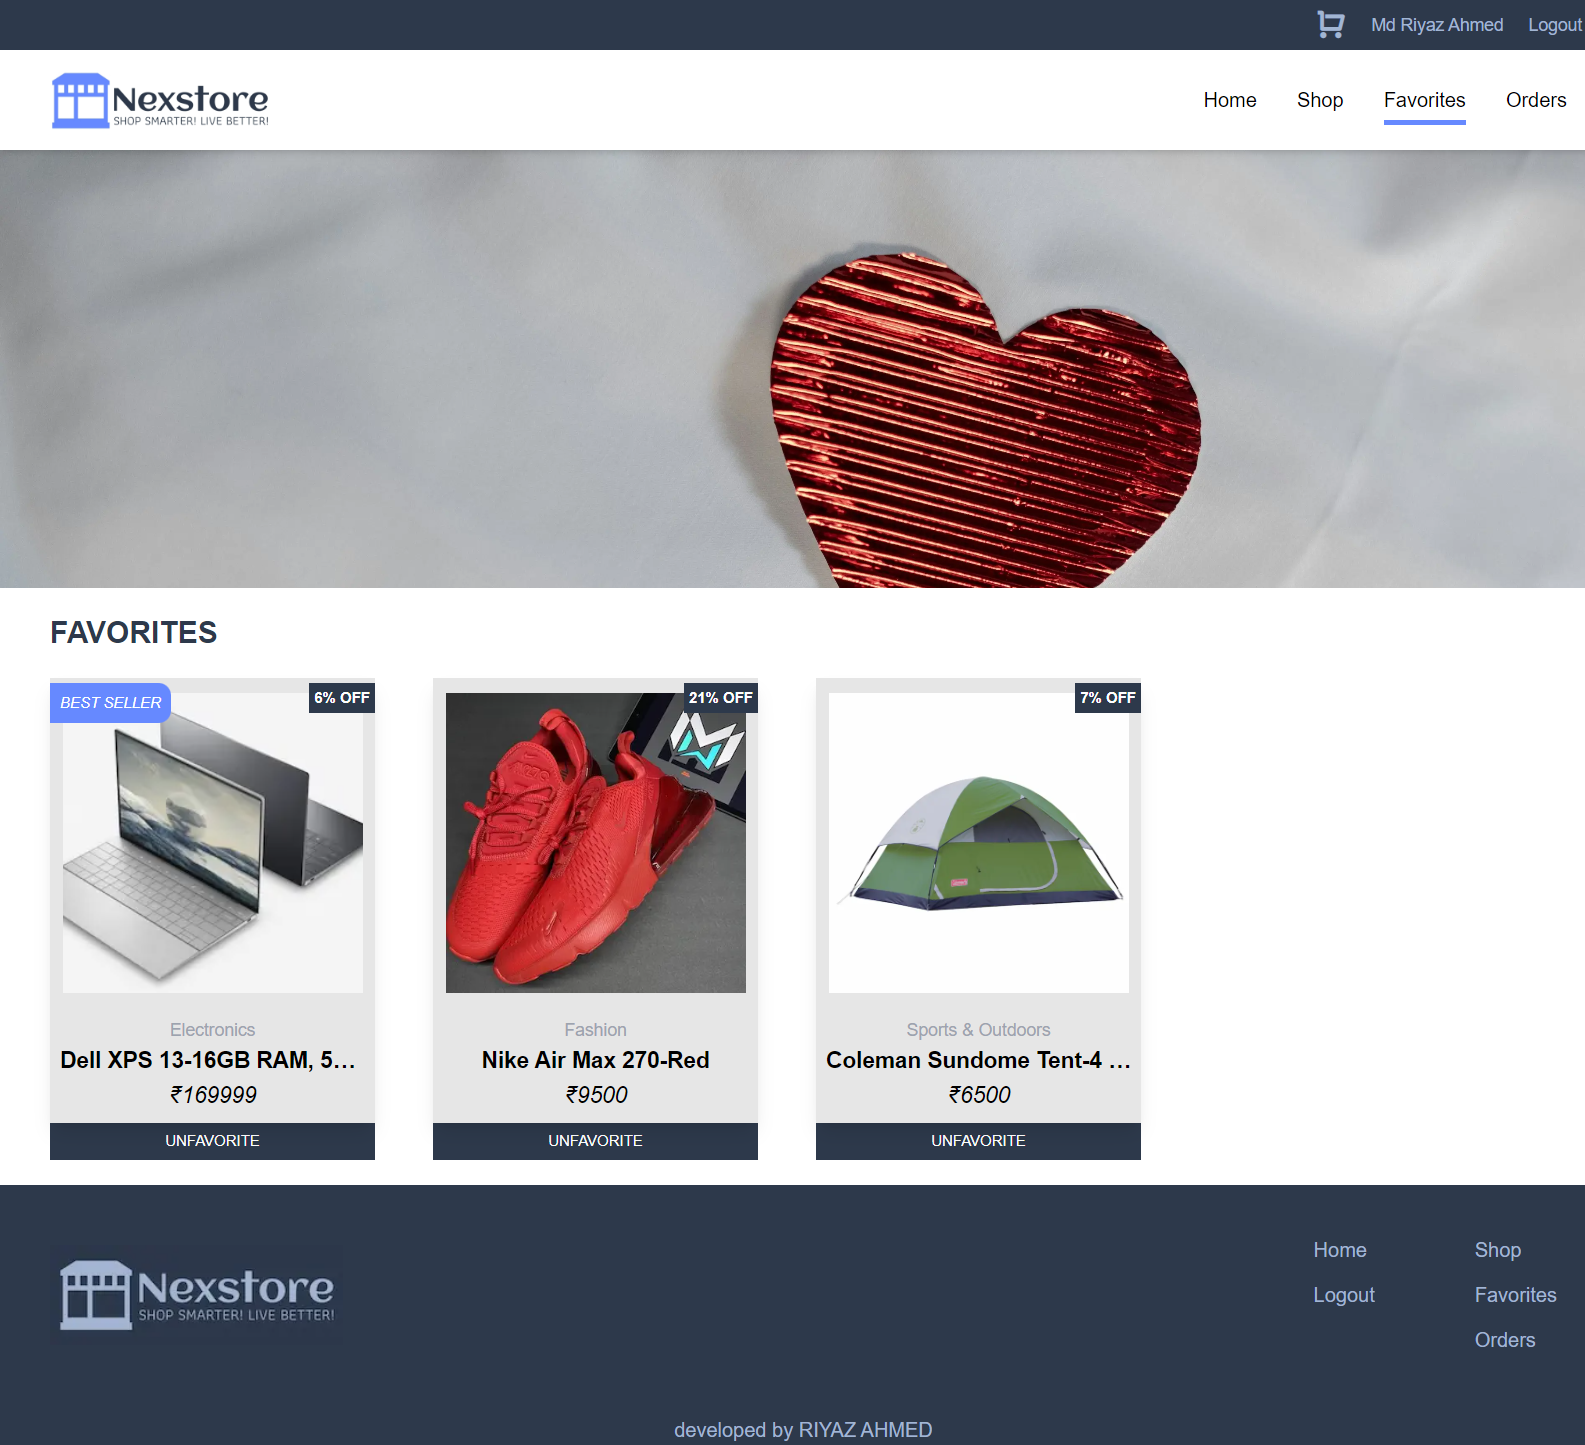 Md Riyaz Ahmed Logout
Nexstore
SHOP SMARTER! LIVE BETTER!
Home Shop Favorites Orders
FAVORITES
BEST SELLER 6% OFF
21% OFF
7% OFF
Electronics
Dell XPS 13-16GB RAM, 5...
₹169999
UNFAVORITE
Fashion
Nike Air Max 270-Red
₹9500
UNFAVORITE
Sports & Outdoors
Coleman Sundome Tent-4 ...
₹6500
UNFAVORITE
Nexstore
SHOP SMARTER! LIVE BETTER!
Home
Logout
Shop
Favorites
Orders
developed by RIYAZ AHMED